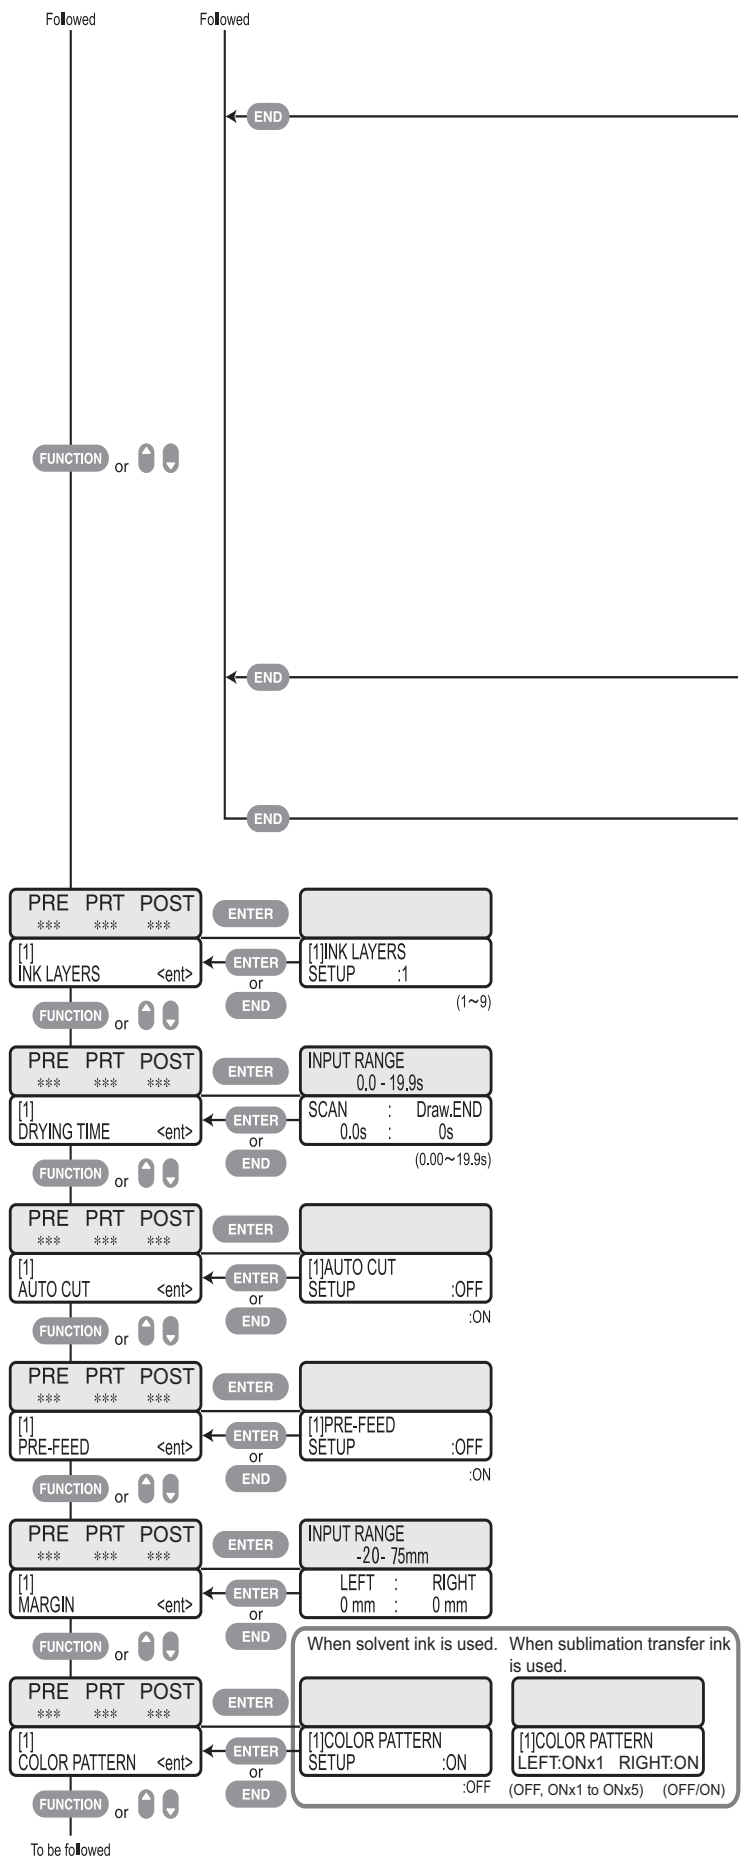 Followed
Followed
END
FUNCTION or
END
END
PRE PRT POST
*** *** ***
ENTER
[1]
INK LAYERS <ent>
ENTER
or
END
[1]INK LAYERS
SETUP :1
(1~9)
FUNCTION or
PRE PRT POST
*** *** ***
ENTER
INPUT RANGE
0.0 - 19.9s
[1]
DRYING TIME <ent>
ENTER
or
END
SCAN : Draw.END
0.0s : 0s
(0.00~19.9s)
FUNCTION or
PRE PRT POST
*** *** ***
ENTER
[1]
AUTO CUT <ent>
ENTER
or
END
[1]AUTO CUT
SETUP :OFF
:ON
FUNCTION or
PRE PRT POST
*** *** ***
ENTER
[1]
PRE-FEED <ent>
ENTER
or
END
[1]PRE-FEED
SETUP :OFF
:ON
FUNCTION or
PRE PRT POST
*** *** ***
ENTER
INPUT RANGE
-20- 75mm
[1]
MARGIN <ent>
ENTER
or
END
LEFT : RIGHT
0 mm : 0 mm
FUNCTION or
When solvent ink is used.
When sublimation transfer ink
is used.
PRE PRT POST
*** *** ***
ENTER
[1]
COLOR PATTERN <ent>
ENTER
or
END
[1]COLOR PATTERN
SETUP :ON
:OFF
[1]COLOR PATTERN
LEFT:ONx1 RIGHT:ON
(OFF, ONx1 to ONx5) (OFF/ON)
FUNCTION or
To be followed